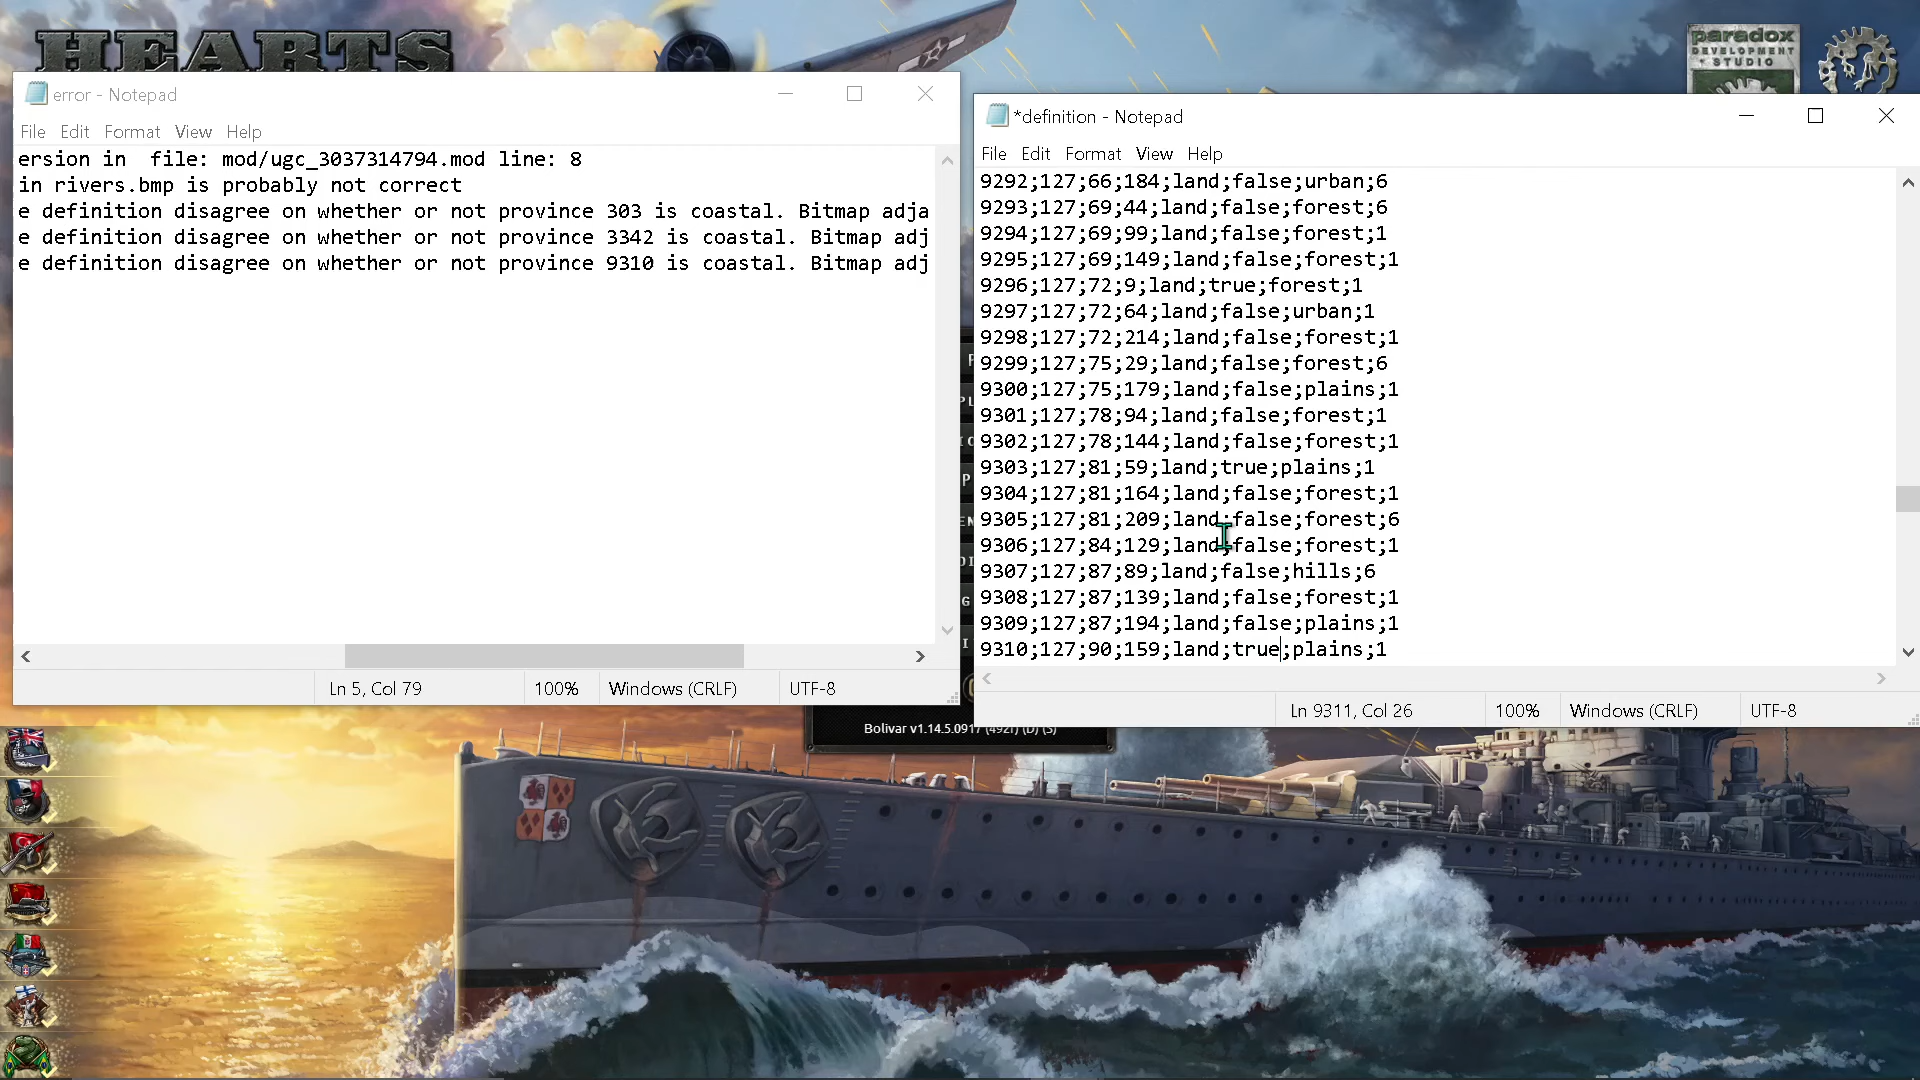 HEARTS
paradox
DEVELOPMENT
STUDIO
error - Notepad
File Edit Format View Help
ersion in  file: mod/ugc_3037314794.mod line: 8
in rivers.bmp is probably not correct
e definition disagree on whether or not province 303 is coastal. Bitmap adja
e definition disagree on whether or not province 3342 is coastal. Bitmap adj
e definition disagree on whether or not province 9310 is coastal. Bitmap adj
Ln 5, Col 79
100%
Windows (CRLF)
UTF-8
*definition - Notepad
File Edit Format View Help
9292;127;66;184;land;false;urban;6
9293;127;69;44;land;false;forest;6
9294;127;69;99;land;false;forest;1
9295;127;69;149;land;false;forest;1
9296;127;72;9;land;true;forest;1
9297;127;72;64;land;false;urban;1
9298;127;72;214;land;false;forest;1
9299;127;75;29;land;false;forest;6
9300;127;75;179;land;false;plains;1
9301;127;78;94;land;false;forest;1
9302;127;78;144;land;false;forest;1
9303;127;81;59;land;true;plains;1
9304;127;81;164;land;false;forest;1
9305;127;81;209;land;false;forest;6
9306;127;84;129;land;false;forest;1
9307;127;87;89;land;false;hills;6
9308;127;87;139;land;false;forest;1
9309;127;87;194;land;false;plains;1
9310;127;90;159;land;true;plains;1
Ln 9311, Col 26
100%
Windows (CRLF)
UTF-8
Bolivar v1.14.5.0917 (492f) (D) (S)